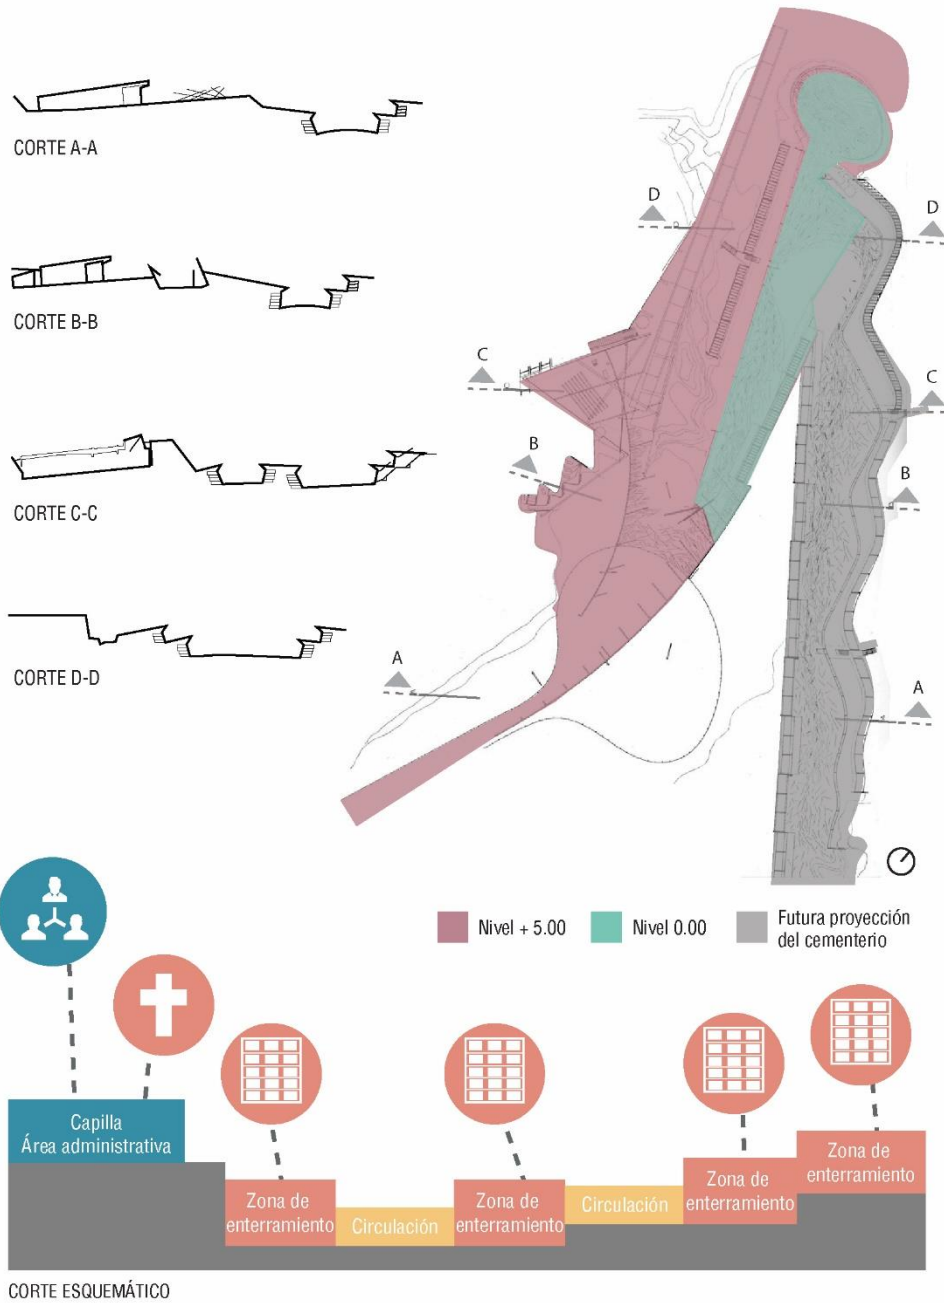 CORTE A-A
CORTE B-B
CORTE C-C
CORTE D-D
D
D
C
C
B
B
A
A
Nivel + 5.00
Nivel 0.00
Futura proyección
del cementerio
Capilla
Área administrativa
Zona de
enterramiento
Circulación
Zona de
enterramiento
Circulación
Zona de
enterramiento
Zona de
enterramiento
CORTE ESQUEMÁTICO